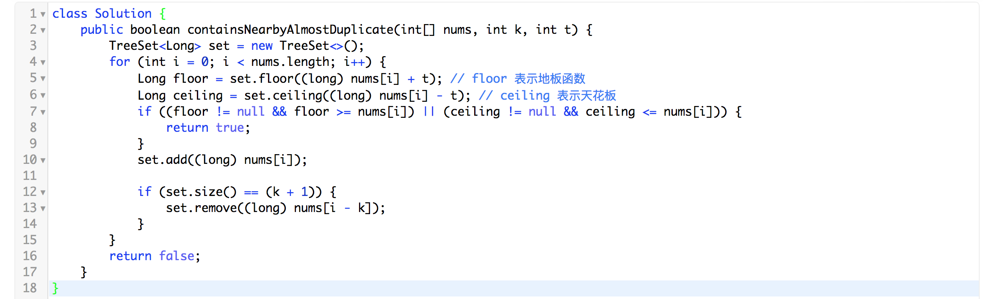 1 class Solution {
2     public boolean containsNearbyAlmostDuplicate(int[] nums, int k, int t) {
3         TreeSet<Long> set = new TreeSet<>();
4         for (int i = 0; i < nums.length; i++) {
5             Long floor = set.floor((long) nums[i] + t); // floor 表示地板函数
6             Long ceiling = set.ceiling((long) nums[i] - t); // ceiling 表示天花板
7             if ((floor != null && floor >= nums[i]) || (ceiling != null && ceiling <= nums[i])) {
8                 return true;
9             }
10             set.add((long) nums[i]);
11
12             if (set.size() == (k + 1)) {
13                 set.remove((long) nums[i - k]);
14             }
15         }
16         return false;
17     }
18 }